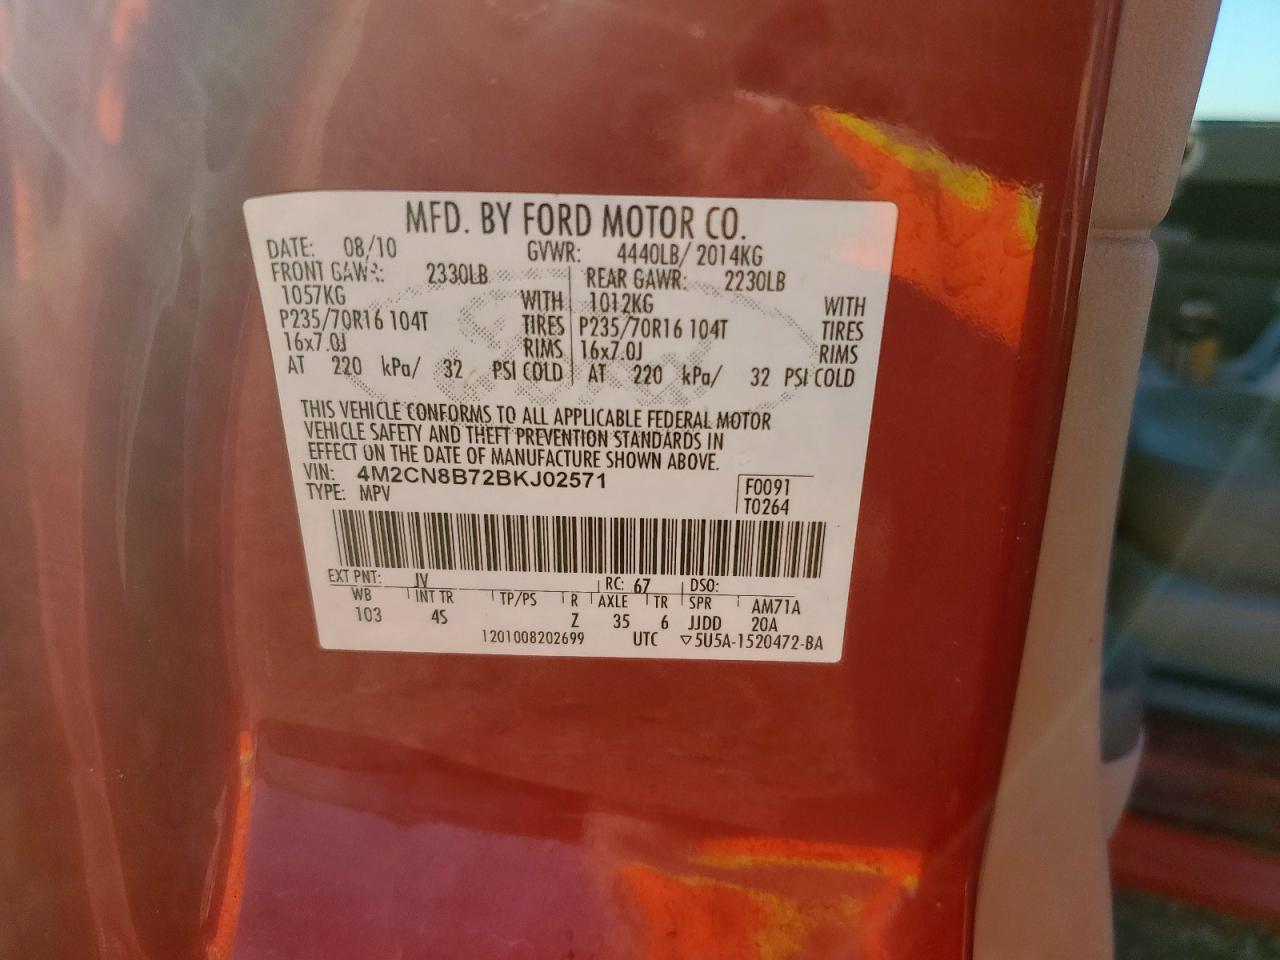 MFD. BY FORD MOTOR CO.
DATE: 08/10 GVWR: 4440LB/ 2014KG
FRONT GAWR: 2330LB REAR GAWR: 2230LB
1057KG WITH 1012KG WITH
P235/70R16 104T TIRES P235/70R16 104T TIRES
16x7.0J RIMS 16x7.0J RIMS
AT 220 kPa/ 32 PSI COLD AT 220 kPa/ 32 PSI COLD
THIS VEHICLE CONFORMS TO ALL APPLICABLE FEDERAL MOTOR
VEHICLE SAFETY AND THEFT PREVENTION STANDARDS IN
EFFECT ON THE DATE OF MANUFACTURE SHOWN ABOVE.
VIN: 4M2CN8B72BKJ02571 F0091
TYPE: MPV T0264
EXT PNT: JV RC: 67 DSO:
WB INT TR TP/PS R AXLE TR SPR AM71A
103 4S Z 35 6 JJDD 20A
1201008202699 UTC ▽5U5A-1520472-BA